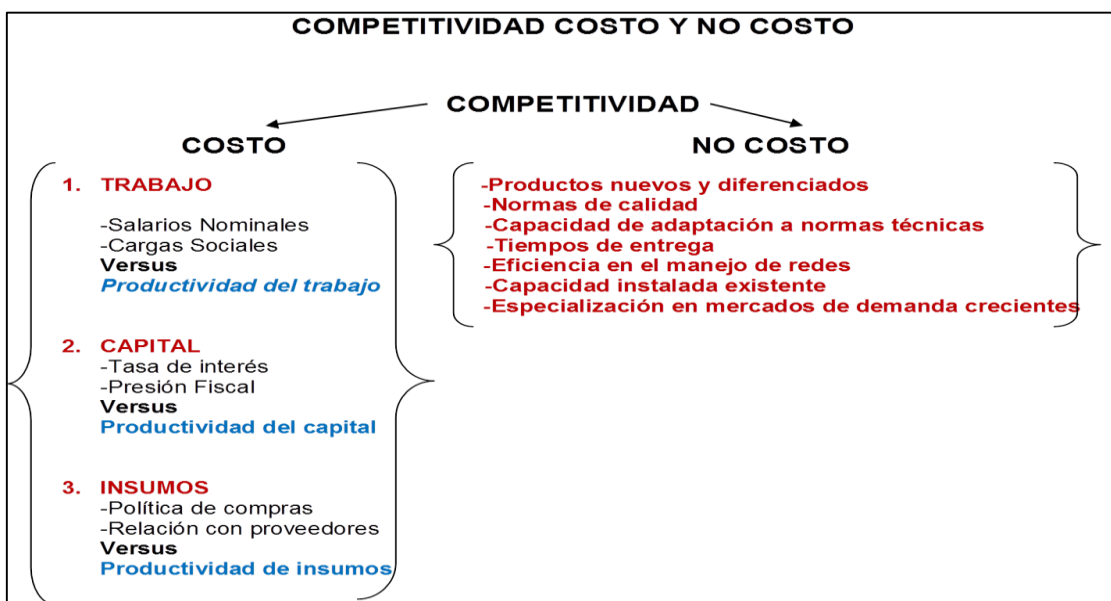 COMPETITIVIDAD COSTO Y NO COSTO
COMPETITIVIDAD
COSTO
1. TRABAJO
-Salarios Nominales
-Cargas Sociales
Versus
Productividad del trabajo
2. CAPITAL
-Tasa de interés
-Presión Fiscal
Versus
Productividad del capital
3. INSUMOS
-Política de compras
-Relación con proveedores
Versus
Productividad de insumos
NO COSTO
-Productos nuevos y diferenciados
-Normas de calidad
-Capacidad de adaptación a normas técnicas
-Tiempos de entrega
-Eficiencia en el manejo de redes
-Capacidad instalada existente
-Especialización en mercados de demanda crecientes